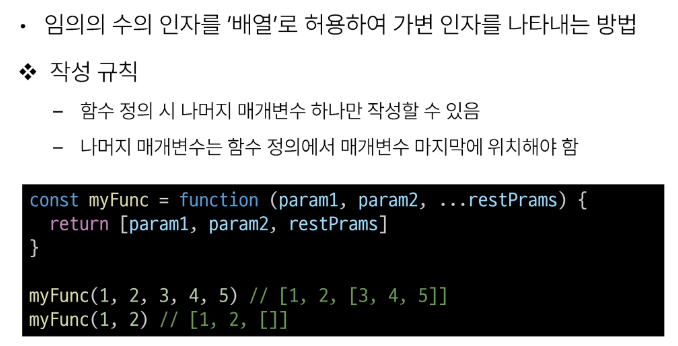 • 임의의 수의 인자를 '배열'로 허용하여 가변 인자를 나타내는 방법
❖ 작성 규칙
– 함수 정의 시 나머지 매개변수 하나만 작성할 수 있음
– 나머지 매개변수는 함수 정의에서 매개변수 마지막에 위치해야 함
const myFunc = function (param1, param2, ...restPrams) {
  return [param1, param2, restPrams]
}
myFunc(1, 2, 3, 4, 5) // [1, 2, [3, 4, 5]]
myFunc(1, 2) // [1, 2, []]